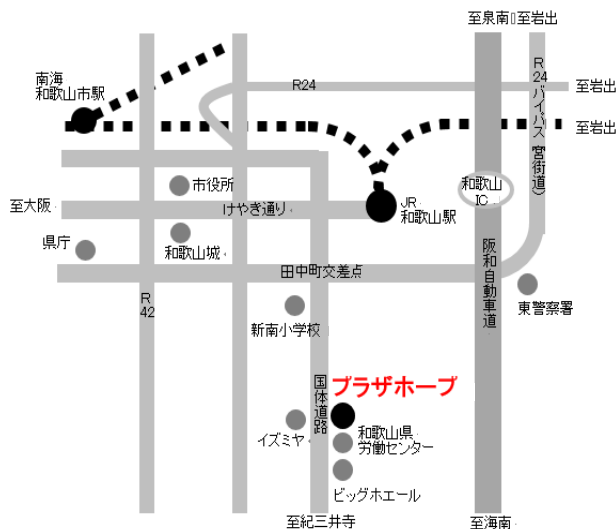 至泉南 至岩出
南海
和歌山市駅
R24
至岩出
R24バイパス(宮街道)
至岩出
市役所
和歌山
IC
至大阪
けやき通り
JR
和歌山駅
県庁
和歌山城
田中町交差点
阪和自動車道
R
42
新南小学校
東警察署
国体道路
プラザホープ
イズミヤ
和歌山県
労働センター
ビッグホエール
至紀三井寺
至海南